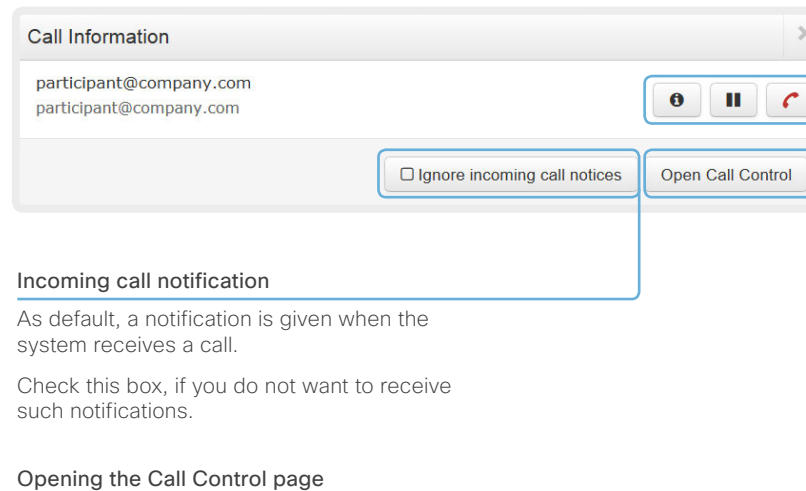 Call Information
participant@company.com
participant@company.com
Ignore incoming call notices
Open Call Control
Incoming call notification
As default, a notification is given when the
system receives a call.
Check this box, if you do not want to receive
such notifications.
Opening the Call Control page